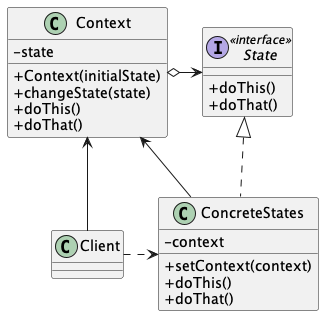 C Context
-state
+Context(initialState)
+changeState(state)
+doThis()
+doThat()
I «interface»
State
+doThis()
+doThat()
C Client
C ConcreteStates
-context
+setContext(context)
+doThis()
+doThat()